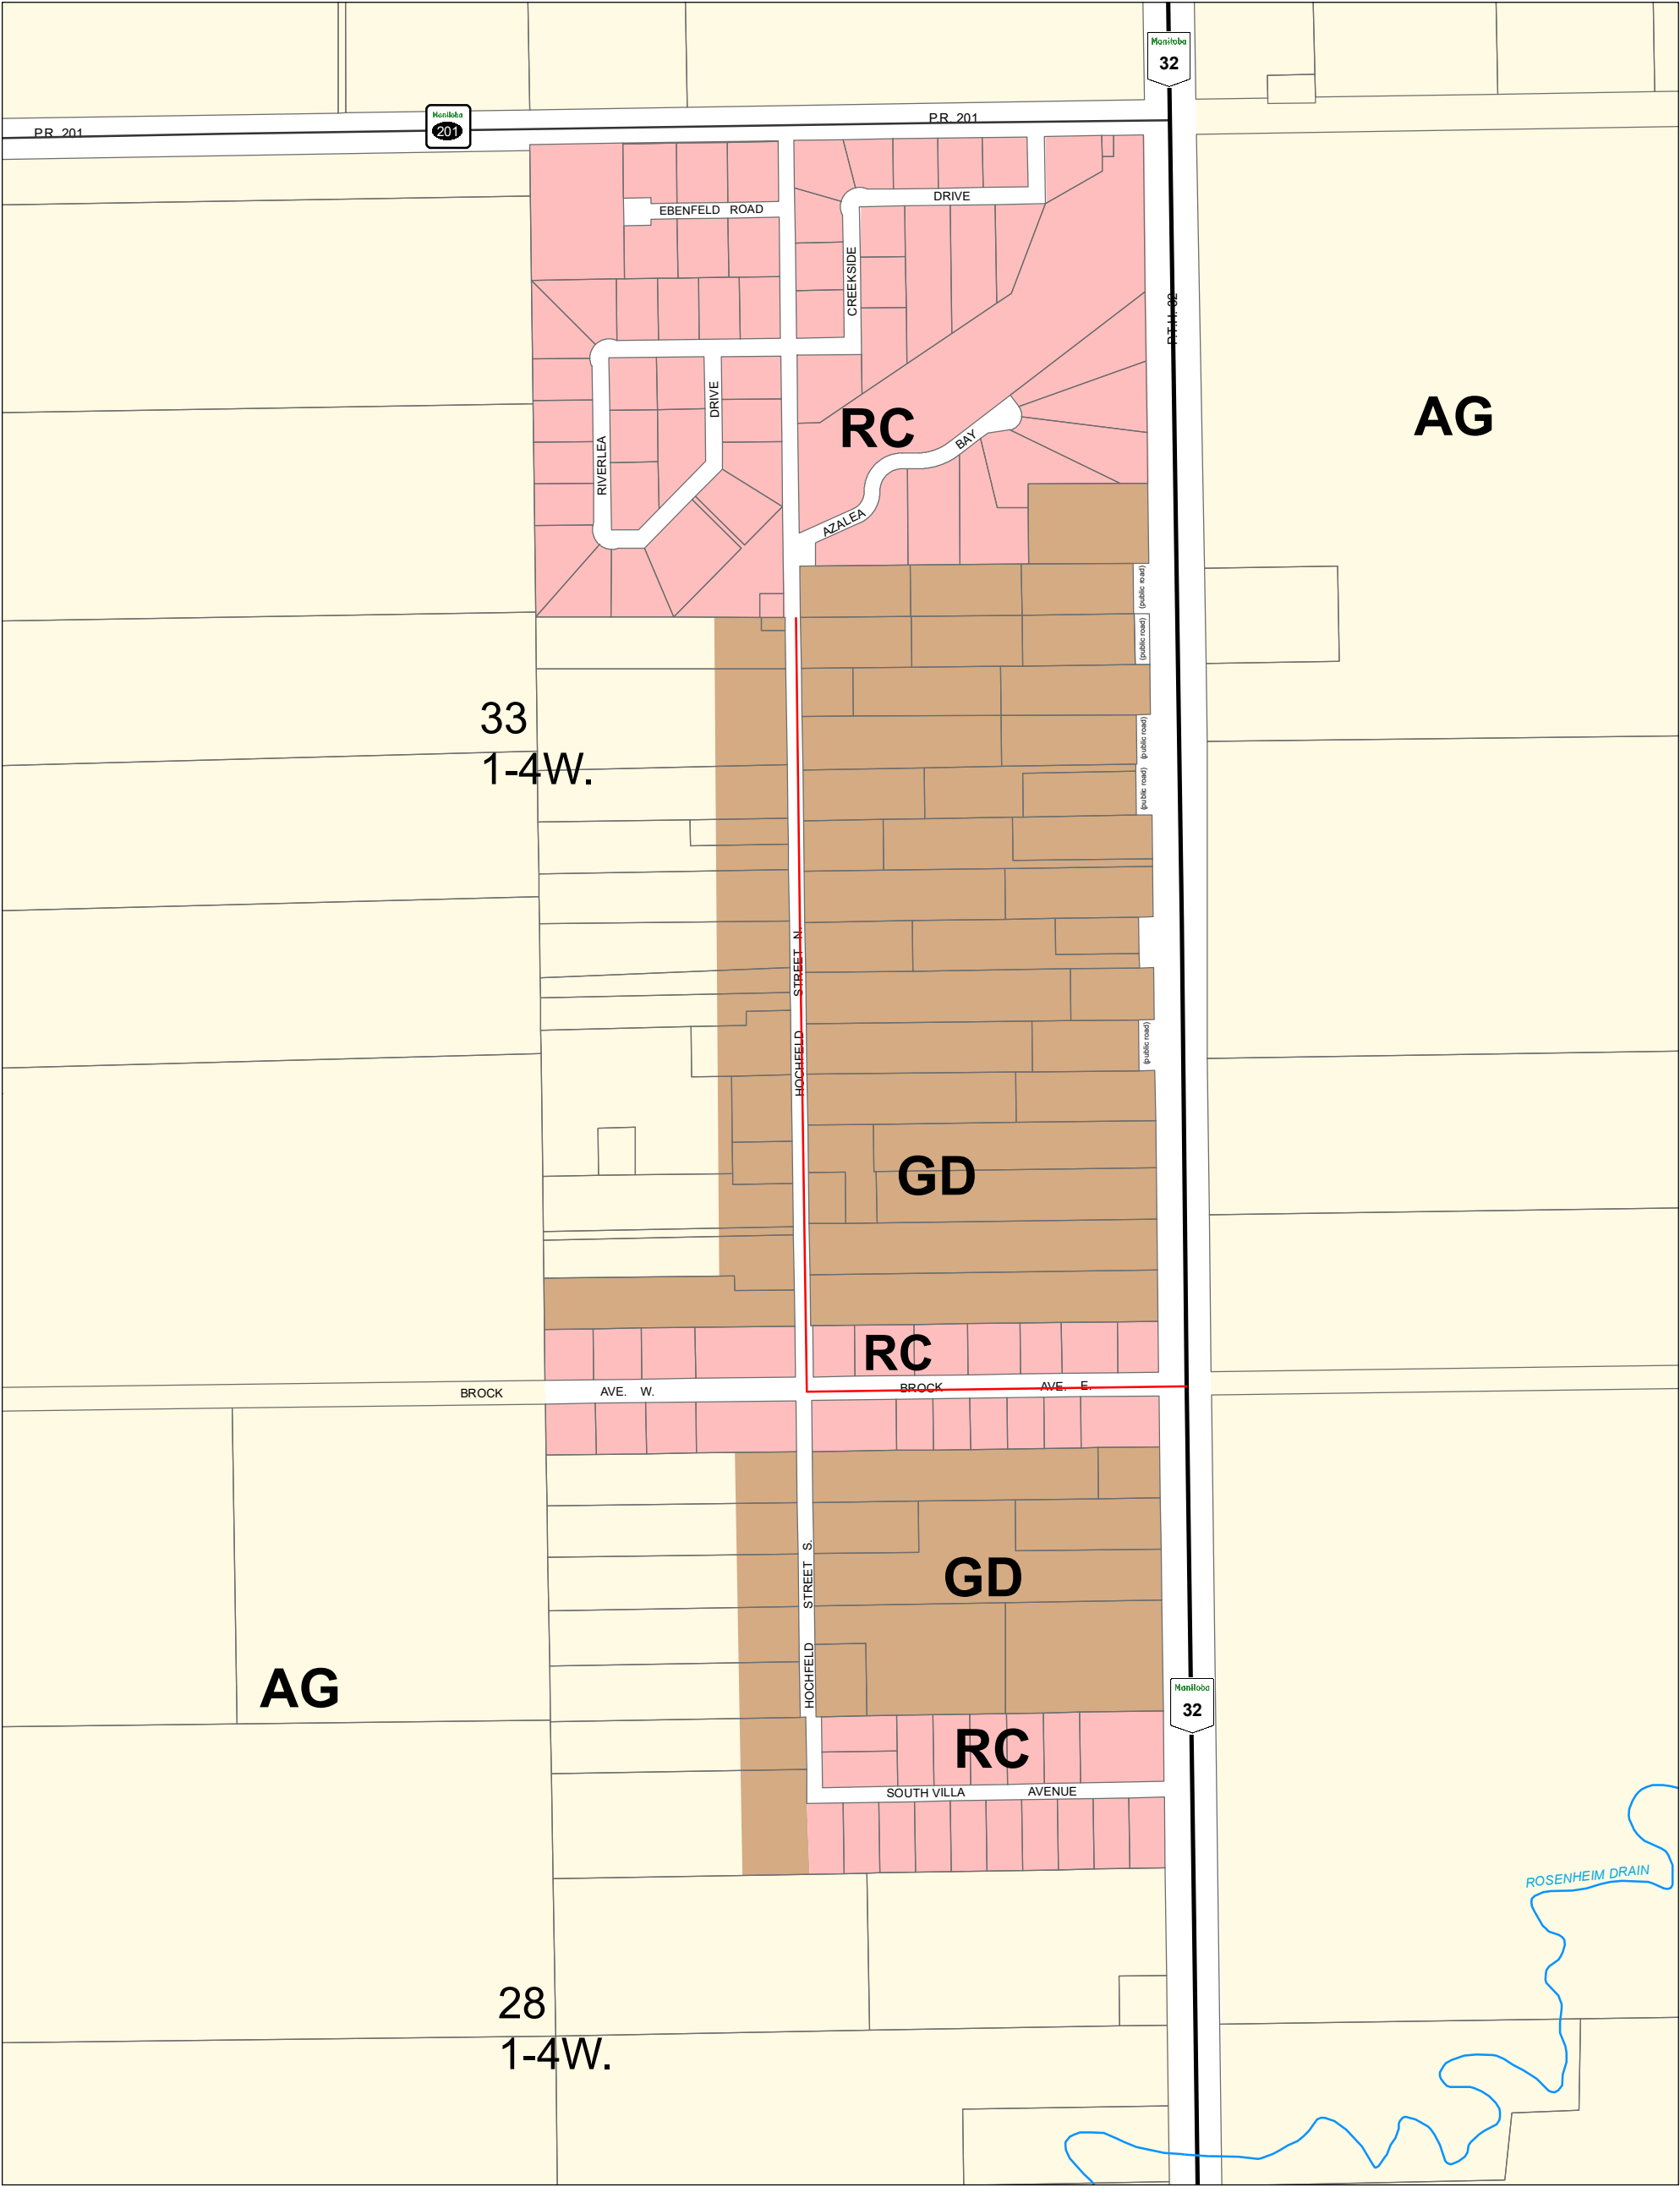 Manitoba
32
P.R. 201
Manitoba
201
P.R. 201
EBENFELD ROAD
DRIVE
CREEKSIDE
P.T.H. 32
RIVERLEA
DRIVE
RC
AG
BAY
AZALEA
(public road)
(public road)
33
1-4W.
(public road)
(public road)
HOCHFELD STREET N.
(public road)
GD
RC
BROCK AVE. W.
BROCK AVE. E.
HOCHFELD STREET S.
GD
AG
Manitoba
32
RC
SOUTH VILLA AVENUE
ROSENHEIM DRAIN
28
1-4W.